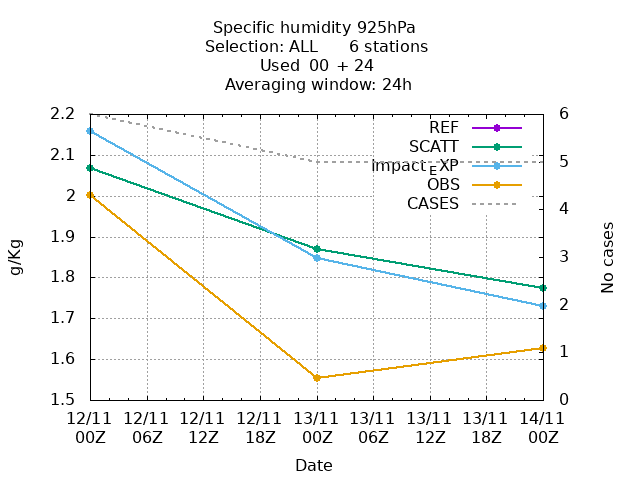 Specific humidity 925hPa
Selection: ALL 6 stations
Used 00 + 24
Averaging window: 24h
g/Kg
No cases
2.2
2.1
2
1.9
1.8
1.7
1.6
1.5
6
5
4
3
2
1
0
REF
SCATT
impact_EXP
OBS
CASES
12/11 12/11 12/11 12/11 13/11 13/11 13/11 13/11 14/11
00Z 06Z 12Z 18Z 00Z 06Z 12Z 18Z 00Z
Date